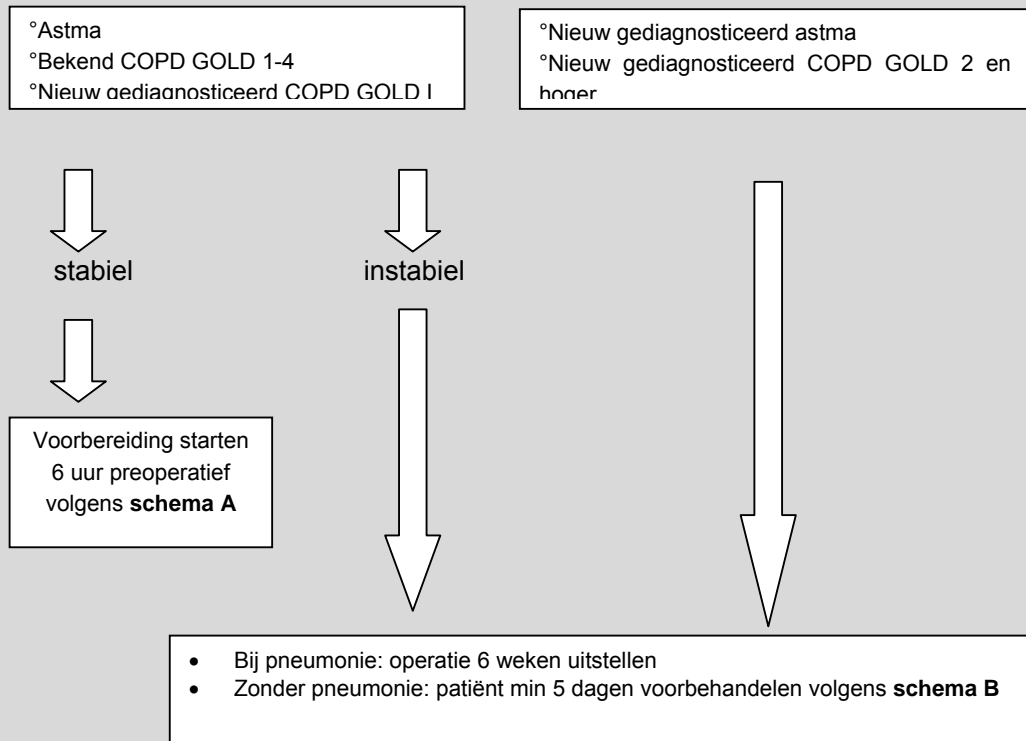 °Astma
°Bekend COPD GOLD 1-4
°Nieuw gediagnosticeerd COPD GOLD I
°Nieuw gediagnosticeerd astma
°Nieuw gediagnosticeerd COPD GOLD 2 en
hoger
stabiel
instabiel
Voorbereiding starten
6 uur preoperatief
volgens schema A
• Bij pneumonie: operatie 6 weken uitstellen
• Zonder pneumonie: patiënt min 5 dagen voorbehandelen volgens schema B